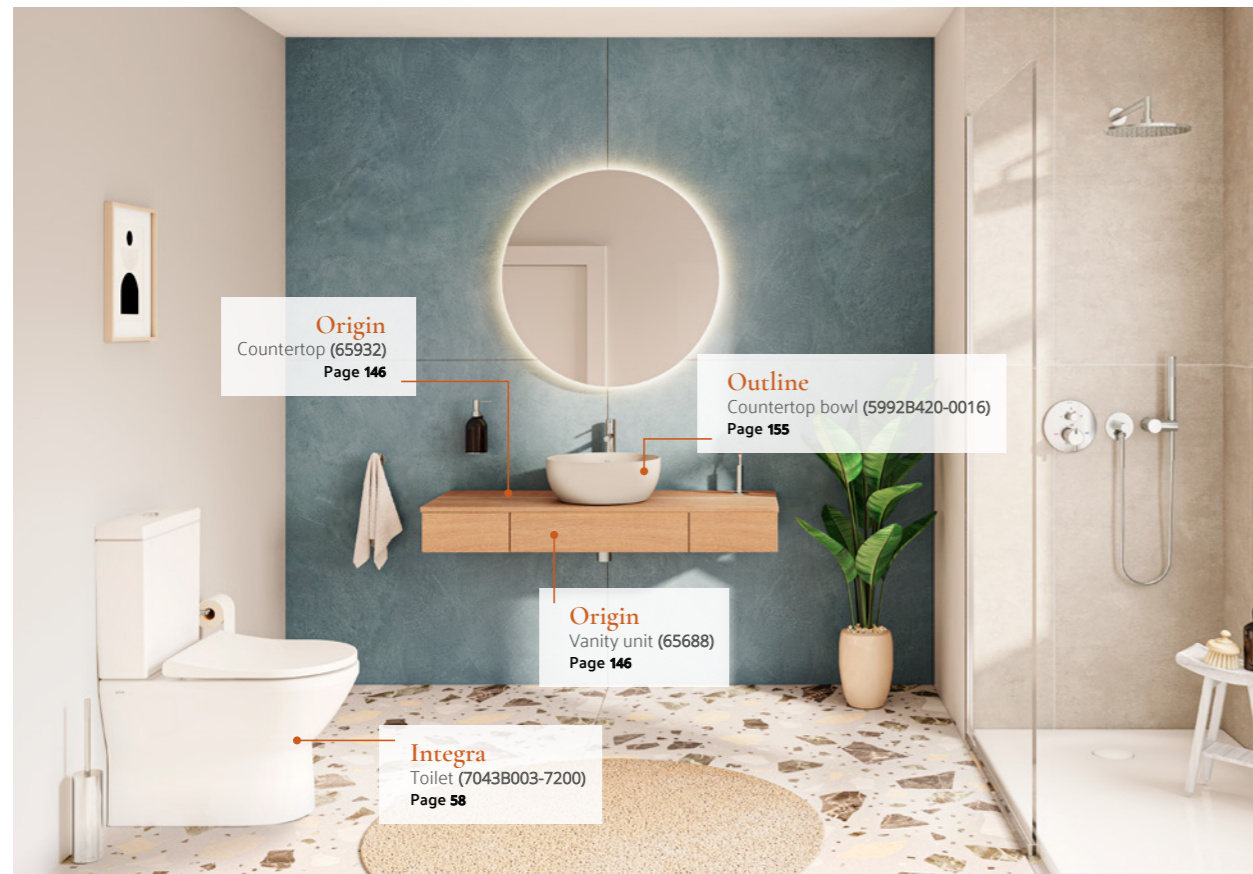 Origin
Countertop (65932)
Page 146
Outline
Countertop bowl (5992B420-0016)
Page 155
Origin
Vanity unit (65688)
Page 146
Integra
Toilet (7043B003-7200)
Page 58